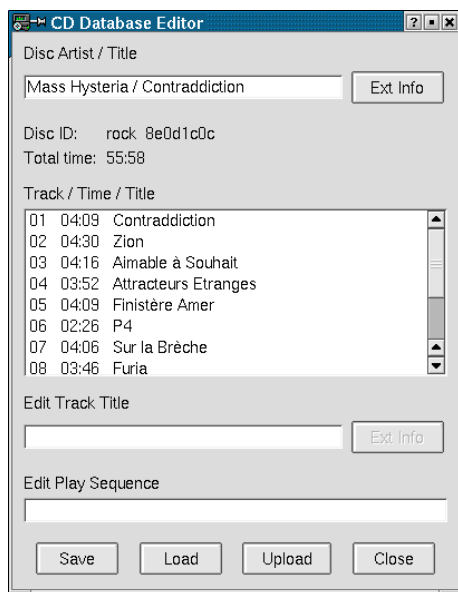 CD Database Editor
Disc Artist / Title
Mass Hysteria / Contraddiction
Ext Info
Disc ID: rock 8e0d1c0c
Total time: 55:58
Track / Time / Title
01 04:09 Contraddiction
02 04:30 Zion
03 04:16 Aimable à Souhait
04 03:52 Attracteurs Etranges
05 04:09 Finistère Amer
06 02:26 P4
07 04:06 Sur la Brèche
08 03:46 Furia
Edit Track Title
Ext Info
Edit Play Sequence
Save Load Upload Close